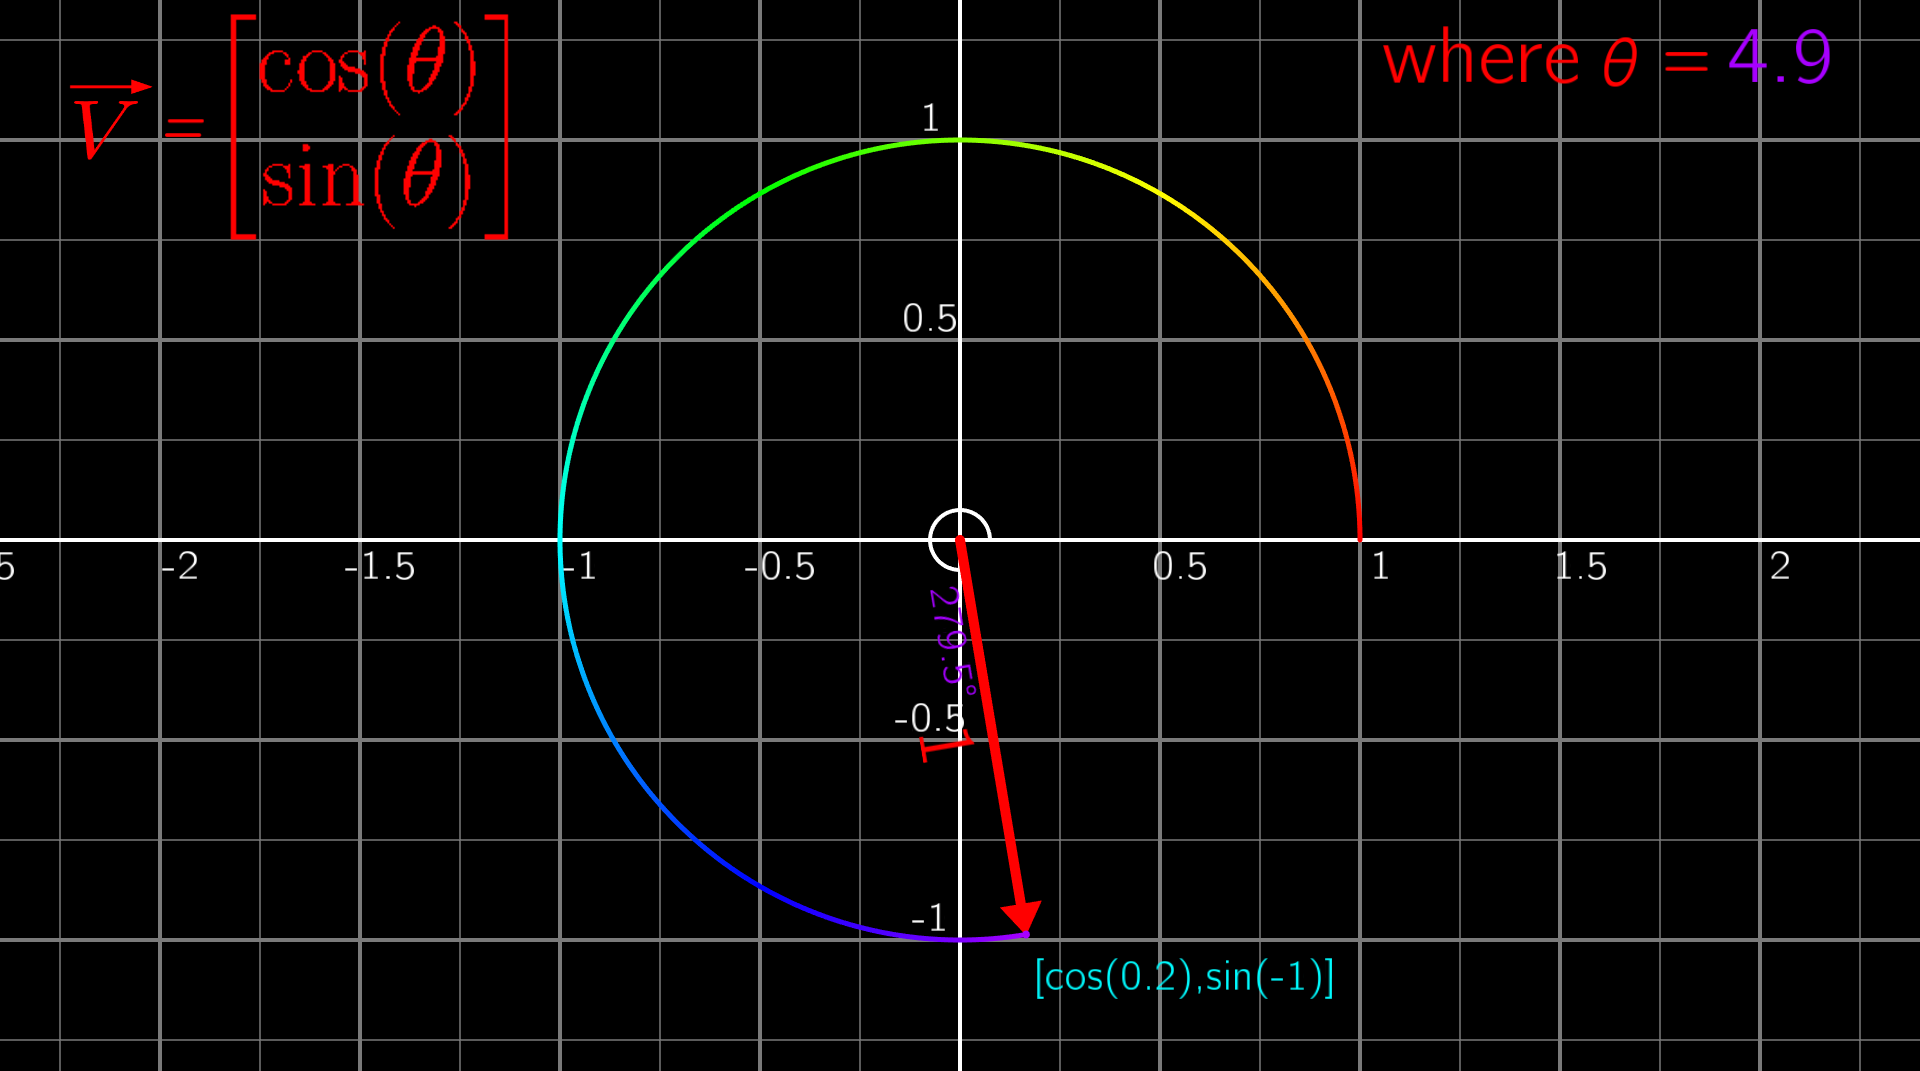 V = [cos(θ) sin(θ)]
where θ = 4.9
1
0.5
5 -2 -1.5 -1 -0.5 0.5 1 1.5 2
279.5°
-0.5
1
-1
[cos(0.2),sin(-1)]